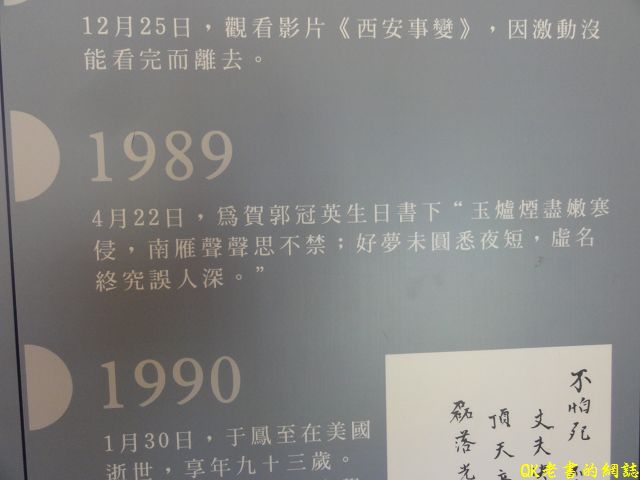 12月25日，觀看影片《西安事變》，因激動沒
能看完而離去。
1989
4月22日，爲賀郭冠英生日書下“玉爐煙盡嫩寒
侵，南雁聲聲思不禁；好夢未圓悉夜短，虛名
終究誤人深。”
1990
1月30日，于鳳至在美國
逝世，享年九十三歲。
不怕死
丈夫
頂天
磊落光
QK老書的網誌